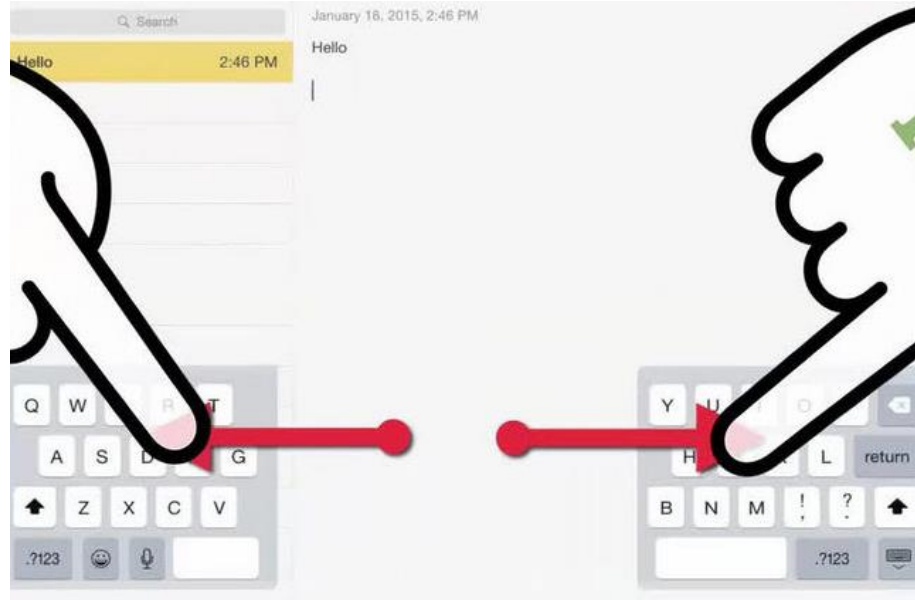 Search
January 16, 2015, 2:46 PM
Hello 2:46 PM
Hello
Q W R T
Y U I O
A S D G
H K L return
Z X C V
B N M ! , ? .
.?123
.?123